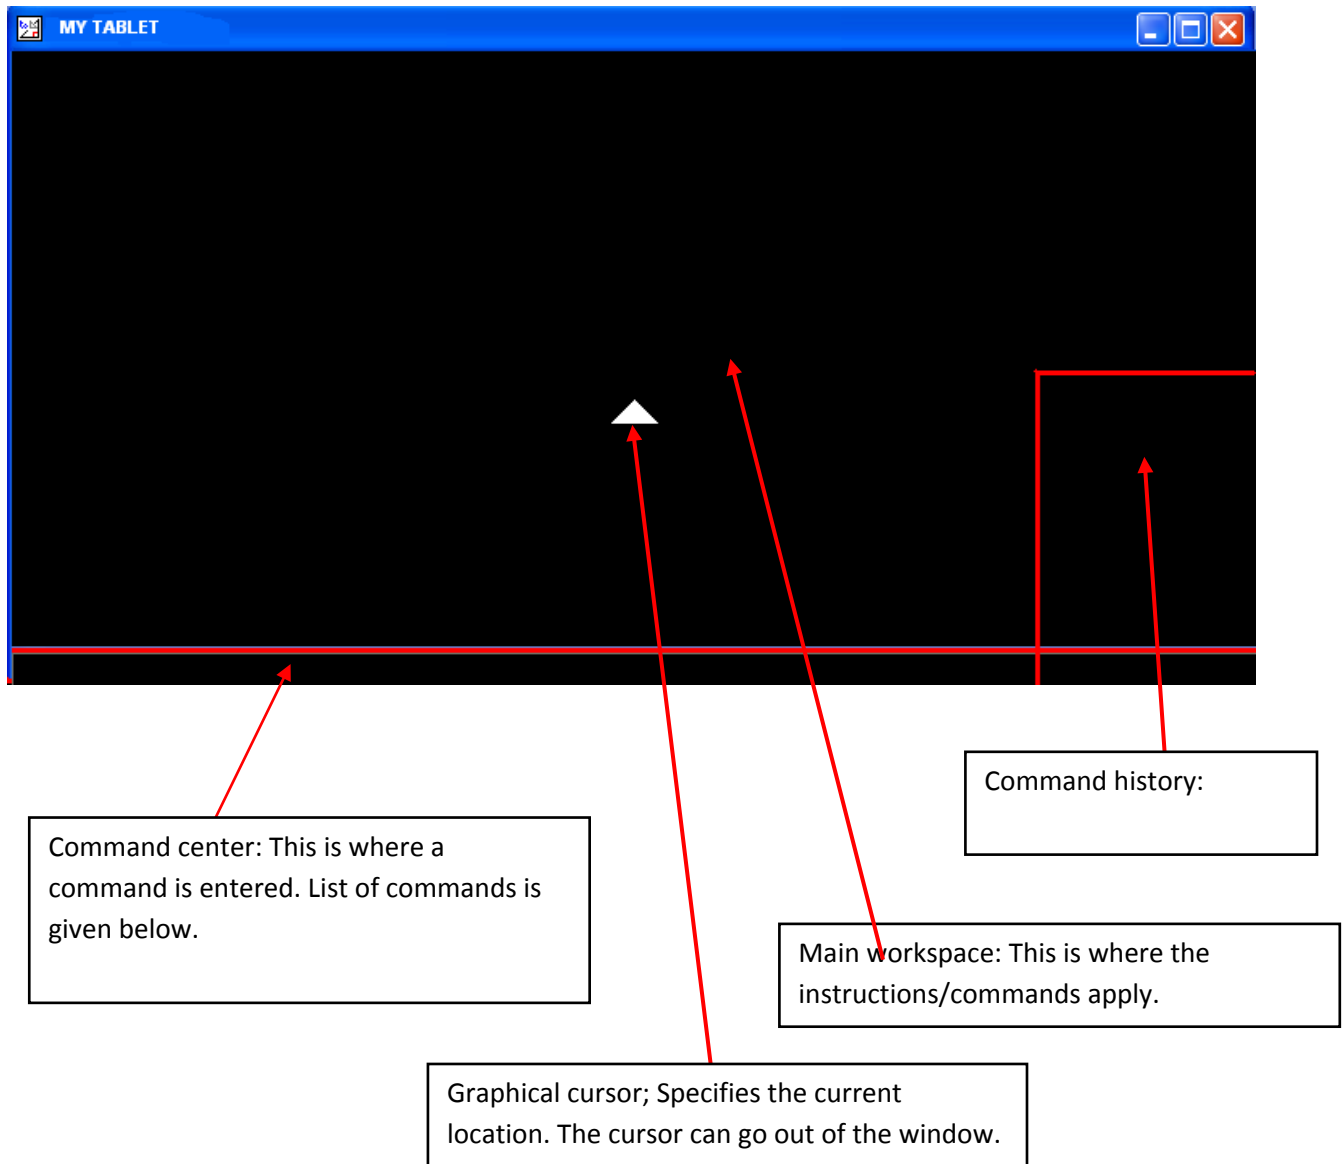 MY TABLET
Command history:
Command center: This is where a
command is entered. List of commands is
given below.
Main workspace: This is where the
instructions/commands apply.
Graphical cursor; Specifies the current
location. The cursor can go out of the window.